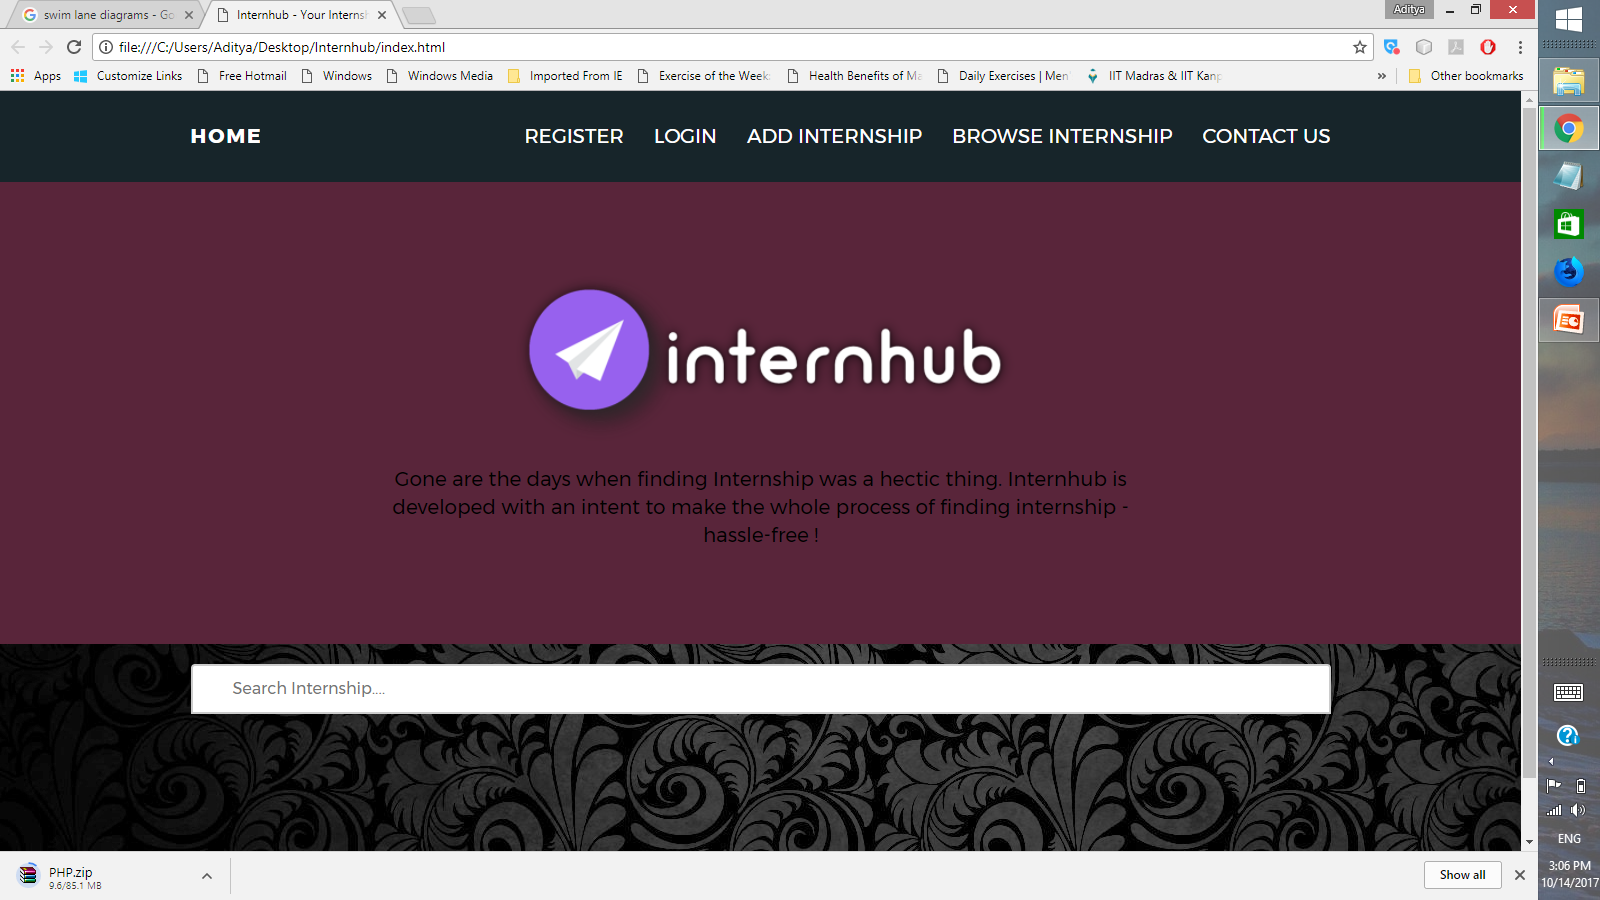 swim lane diagrams - Go
Internhub - Your Internsh
Aditya
file:///C:/Users/Aditya/Desktop/Internhub/index.html
Apps Customize Links Free Hotmail Windows Windows Media Imported From IE Exercise of the Week: Health Benefits of Ma Daily Exercises | Men IIT Madras & IIT Kanp » Other bookmarks
HOME REGISTER LOGIN ADD INTERNSHIP BROWSE INTERNSHIP CONTACT US
internhub
Gone are the days when finding Internship was a hectic thing. Internhub is
developed with an intent to make the whole process of finding internship -
hassle-free !
Search Internship....
PHP.zip
9.6/85.1 MB
Show all
ENG
3:06 PM
10/14/2017